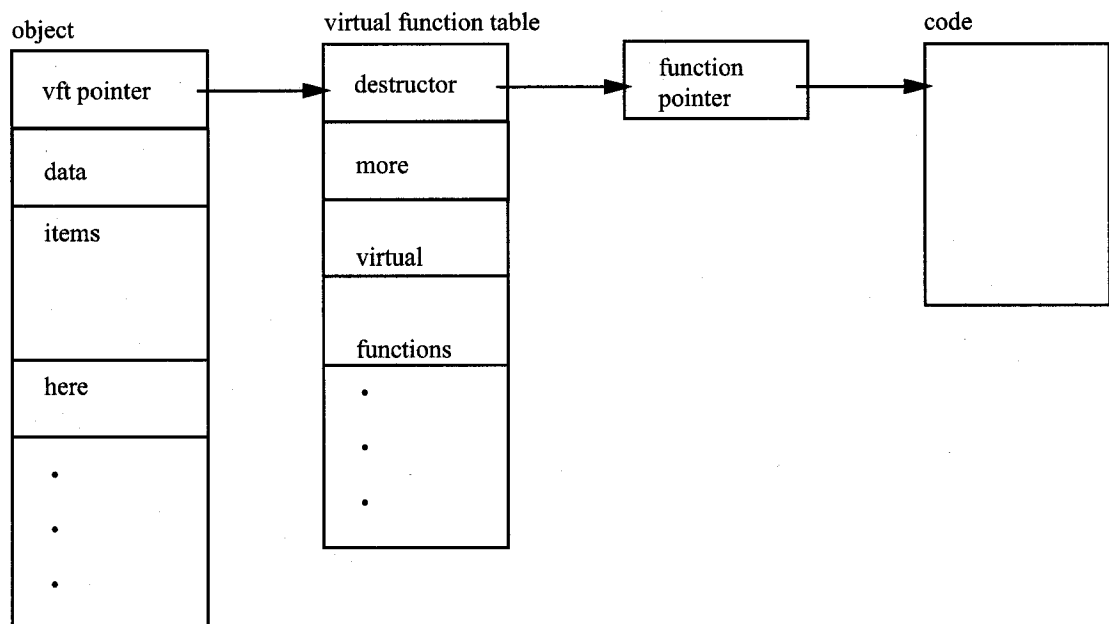 object
vft pointer
data
items
here
virtual function table
destructor
more
virtual
functions
function
pointer
code